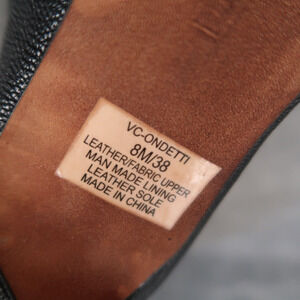 VC-ONDETTI
8M/38
LEATHER/FABRIC UPPER
MAN MADE LINING
LEATHER SOLE
MADE IN CHINA